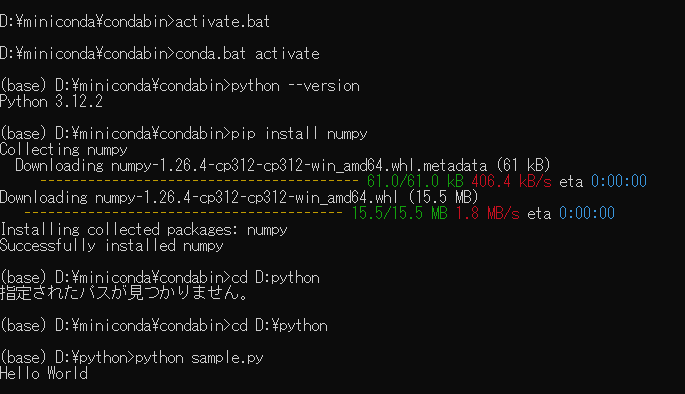 D:¥miniconda¥condabin>activate.bat
D:¥miniconda¥condabin>conda.bat activate
(base) D:¥miniconda¥condabin>python --version
Python 3.12.2
(base) D:¥miniconda¥condabin>pip install numpy
Collecting numpy
Downloading numpy-1.26.4-cp312-cp312-win_amd64.whl.metadata (61 kB)
---------------------------------------- 61.0/61.0 kB 406.4 kB/s eta 0:00:00
Downloading numpy-1.26.4-cp312-cp312-win_amd64.whl (15.5 MB)
---------------------------------------- 15.5/15.5 MB 1.8 MB/s eta 0:00:00
Installing collected packages: numpy
Successfully installed numpy
(base) D:¥miniconda¥condabin>cd D:python
指定されたパスが見つかりません。
(base) D:¥miniconda¥condabin>cd D:¥python
(base) D:¥python>python sample.py
Hello World